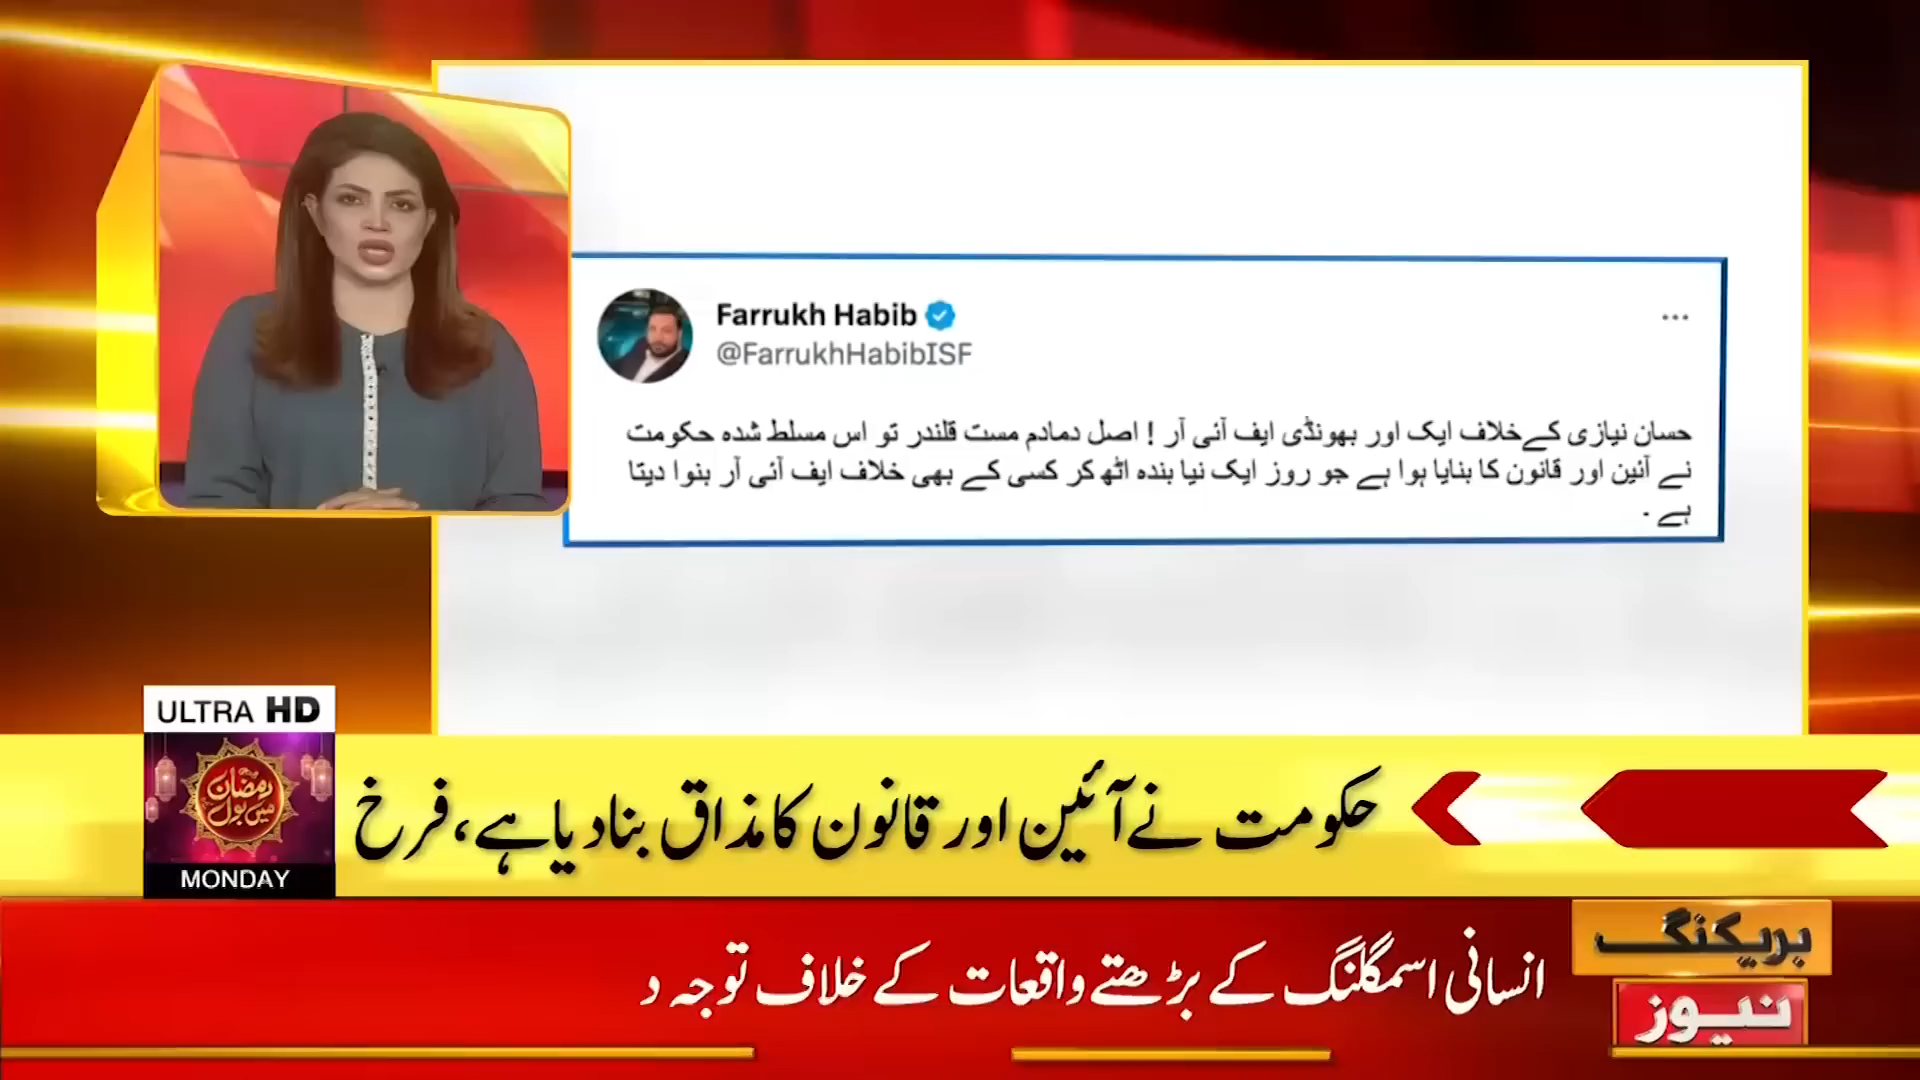 Farrukh Habib
@FarrukhHabibISF
حسان نیازی کےخلاف ایک اور بھونڈی ایف آئی آر ! اصل دمادم مست قلندر تو اس مسلط شدہ حکومت
نے آئین اور قانون کا بنایا ہوا ہے جو روز ایک نیا بندہ اٹھ کر کسی کے بھی خلاف ایف آئی آر بنوا دیتا
ہے ۔
ULTRA HD
رمضان
میں بول
MONDAY
حکومت نے آئین اور قانون کا مذاق بنا دیا ہے، فرخ
بریکنگ
نیوز
انسانی اسمگلنگ کے بڑھتے واقعات کے خلاف توجہ د